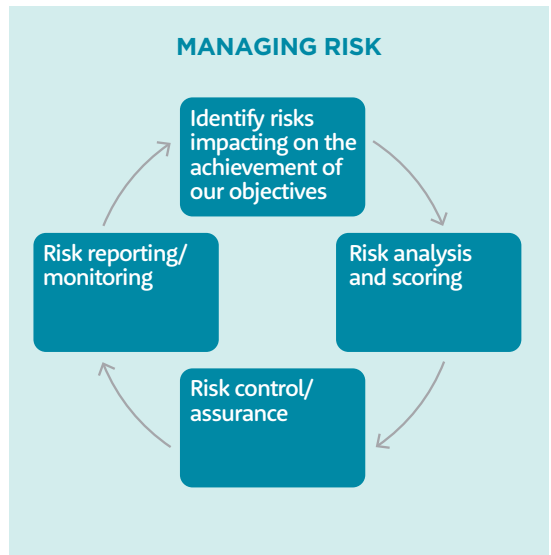 MANAGING RISK
Identify risks
impacting on the
achievement of
our objectives
Risk analysis
and scoring
Risk control/
assurance
Risk reporting/
monitoring